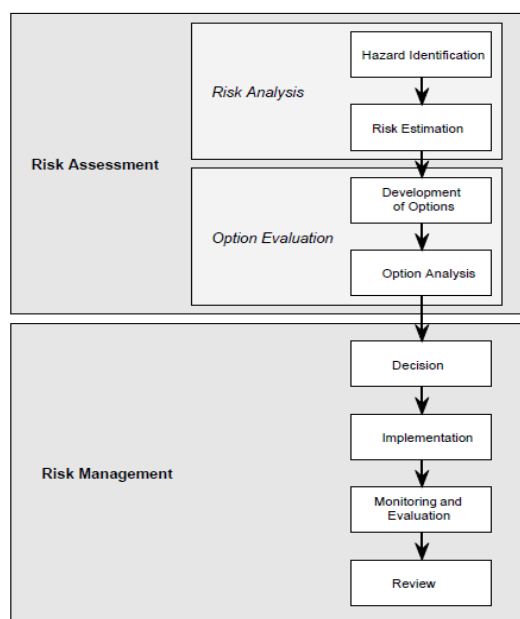 Hazard Identification
Risk Analysis
Risk Estimation
Risk Assessment
Development
of Options
Option Evaluation
Option Analysis
Decision
Implementation
Risk Management
Monitoring and
Evaluation
Review